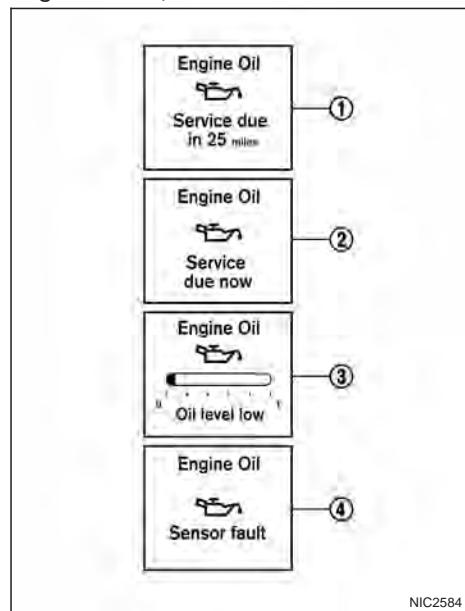 Engine Oil
Service due
in 25 miles
①
Engine Oil
Service
due now
②
Engine Oil
Oil level low
③
Engine Oil
Sensor fault
④
NIC2584